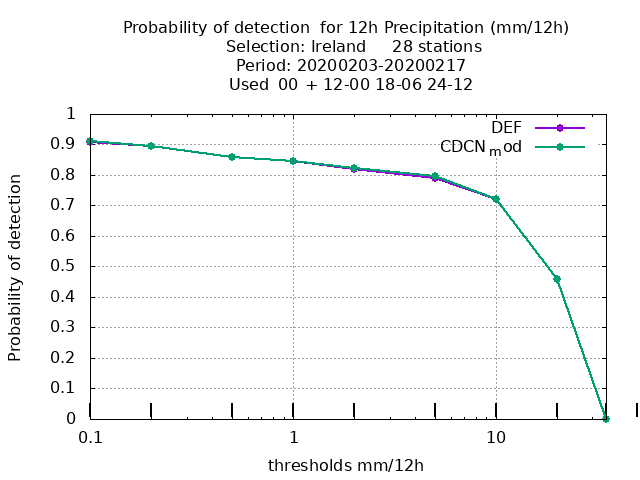 Probability of detection  for 12h Precipitation (mm/12h)
Selection: Ireland     28 stations
Period: 20200203-20200217
Used  00 + 12-00 18-06 24-12
DEF
CDCNmod
1
0.9
0.8
0.7
0.6
0.5
0.4
0.3
0.2
0.1
0
Probability of detection
0.1 1 10
thresholds mm/12h